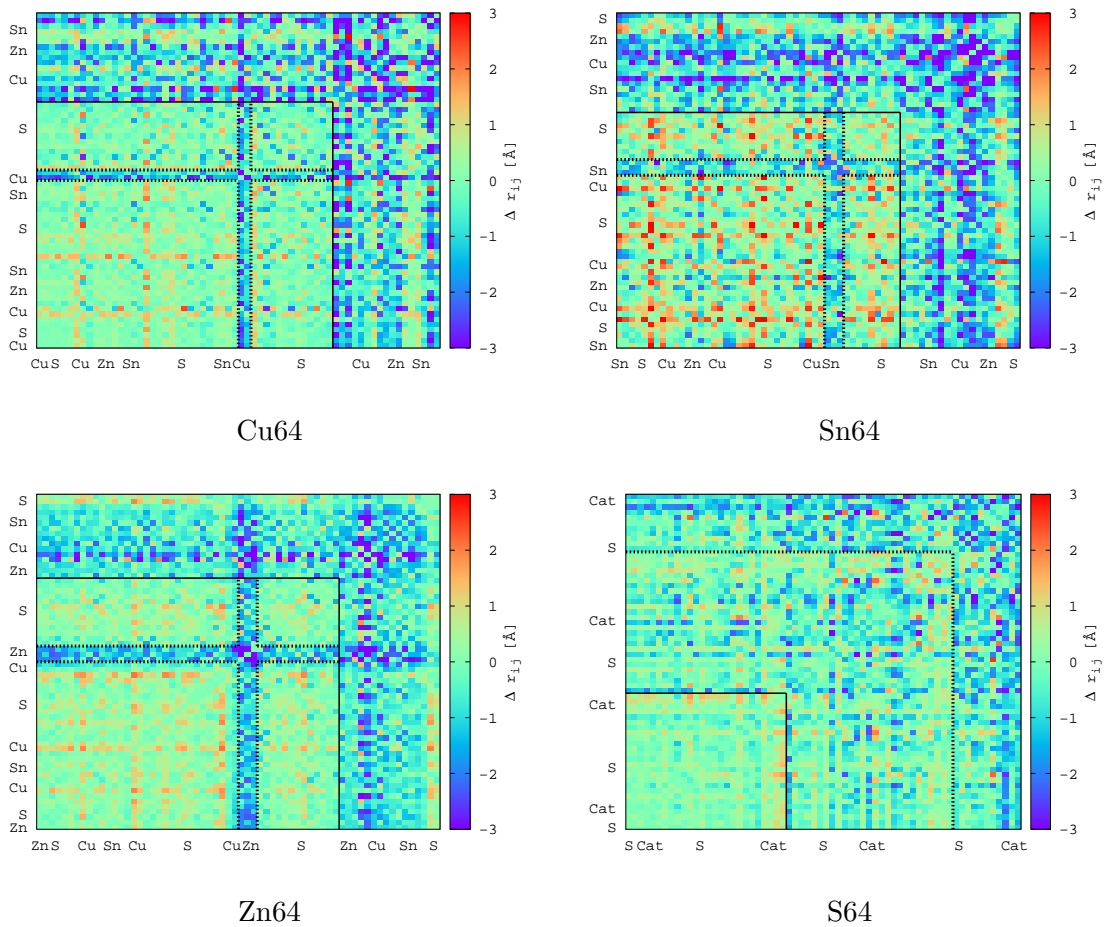 Sn
Zn
Cu
S
Cu
Sn
S
Sn
Zn
Cu
S
Cu
Cu S Cu Zn Sn S Sn Cu S Cu Zn Sn
3
2
1
0
-1
-2
-3
Δ r_ij [Å]
Cu64
S
Zn
Cu
Sn
S
Sn
Cu
S
Cu
Zn
Cu
S
Sn
Sn S Cu Zn Cu S Cu Sn S Sn Cu Zn S
3
2
1
0
-1
-2
-3
Δ r_ij [Å]
Sn64
S
Sn
Cu
Zn
S
Zn
Cu
S
Cu
Sn
Cu
S
Zn
Zn S Cu Sn Cu S Cu Zn S Zn Cu Sn S
3
2
1
0
-1
-2
-3
Δ r_ij [Å]
Zn64
Cat
S
Cat
S
Cat
S
Cat
S
S Cat S Cat S Cat S Cat
3
2
1
0
-1
-2
-3
Δ r_ij [Å]
S64